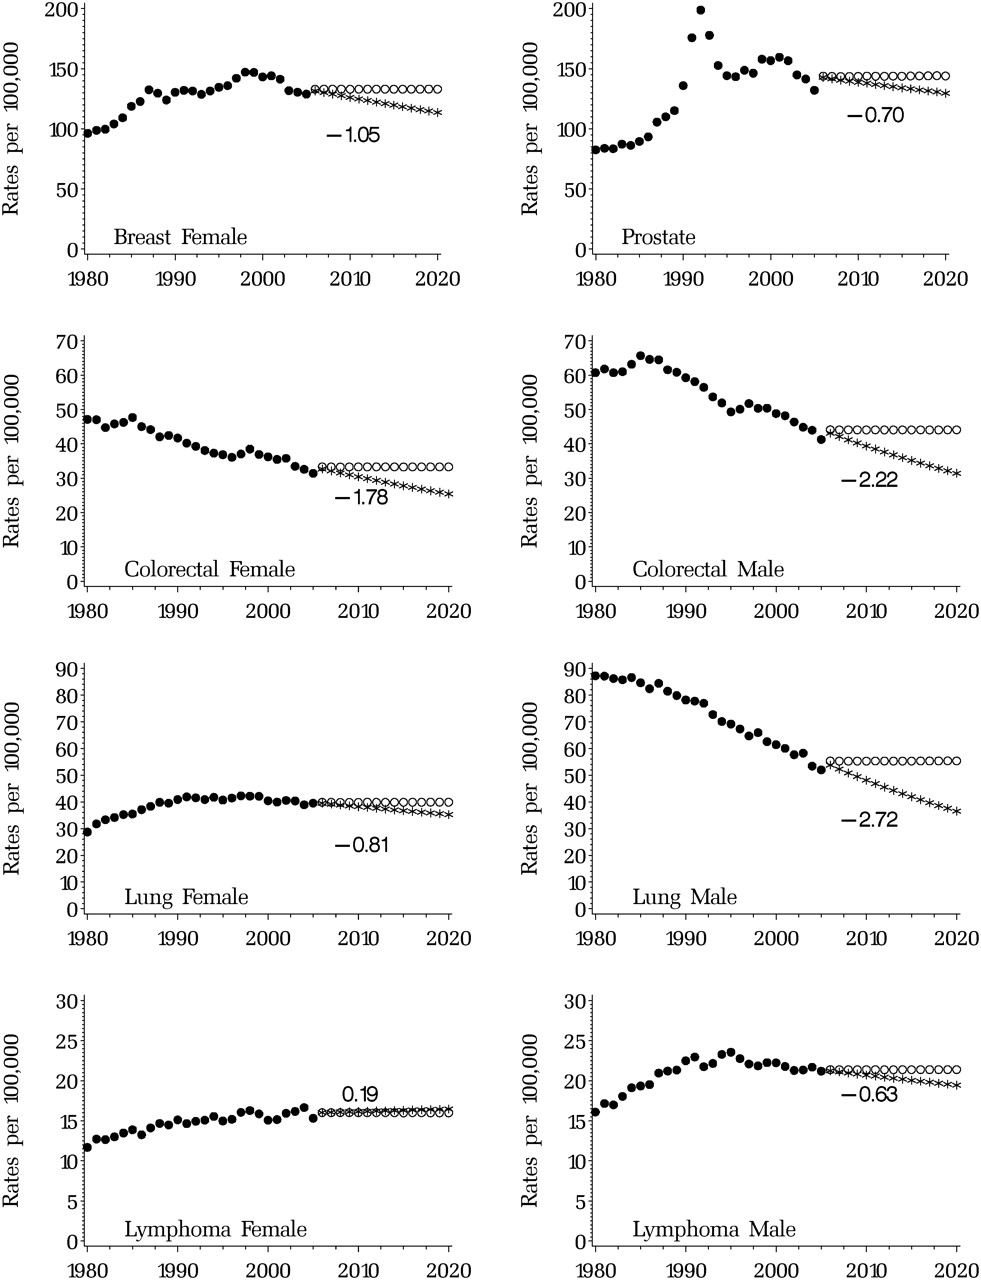 200
150
100
50
0
Rates per 100,000
−1.05
Breast Female
1980 1990 2000 2010 2020
200
150
100
50
0
Rates per 100,000
−0.70
Prostate
1980 1990 2000 2010 2020
70
60
50
40
30
20
10
0
Rates per 100,000
−1.78
Colorectal Female
1980 1990 2000 2010 2020
70
60
50
40
30
20
10
0
Rates per 100,000
−2.22
Colorectal Male
1980 1990 2000 2010 2020
90
80
70
60
50
40
30
20
10
0
Rates per 100,000
−0.81
Lung Female
1980 1990 2000 2010 2020
90
80
70
60
50
40
30
20
10
0
Rates per 100,000
−2.72
Lung Male
1980 1990 2000 2010 2020
30
25
20
15
10
5
0
Rates per 100,000
0.19
Lymphoma Female
1980 1990 2000 2010 2020
30
25
20
15
10
5
0
Rates per 100,000
−0.63
Lymphoma Male
1980 1990 2000 2010 2020